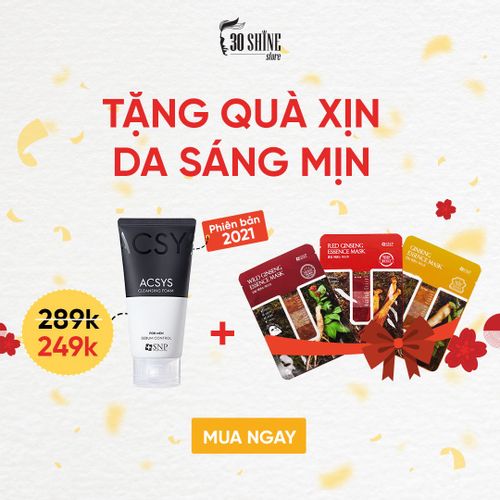 30 SHINE
store
TẶNG QUÀ XỊN
DA SÁNG MỊN
Phiên bản
2021
CSY
ACSYS
CLEANSING FOAM
FOR MEN
SEBUM CONTROL
SNP
289k
249k
+
WILD GINSENG
ESSENCE MASK
RED GINSENG
ESSENCE MASK
GINSENG
ESSENCE MASK
MUA NGAY